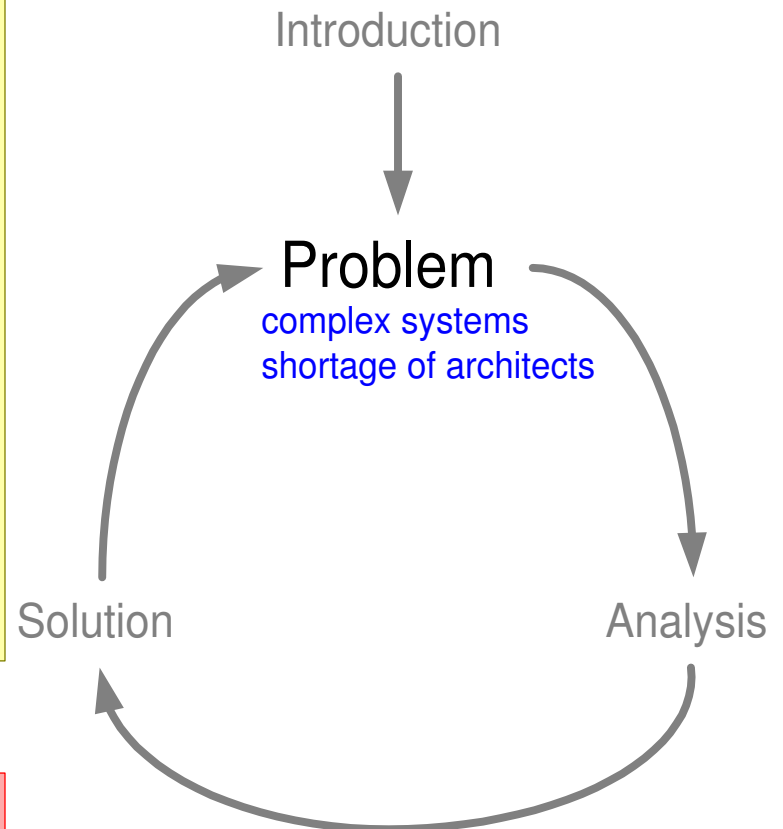 Introduction
Problem
complex systems
shortage of architects
Solution
Analysis